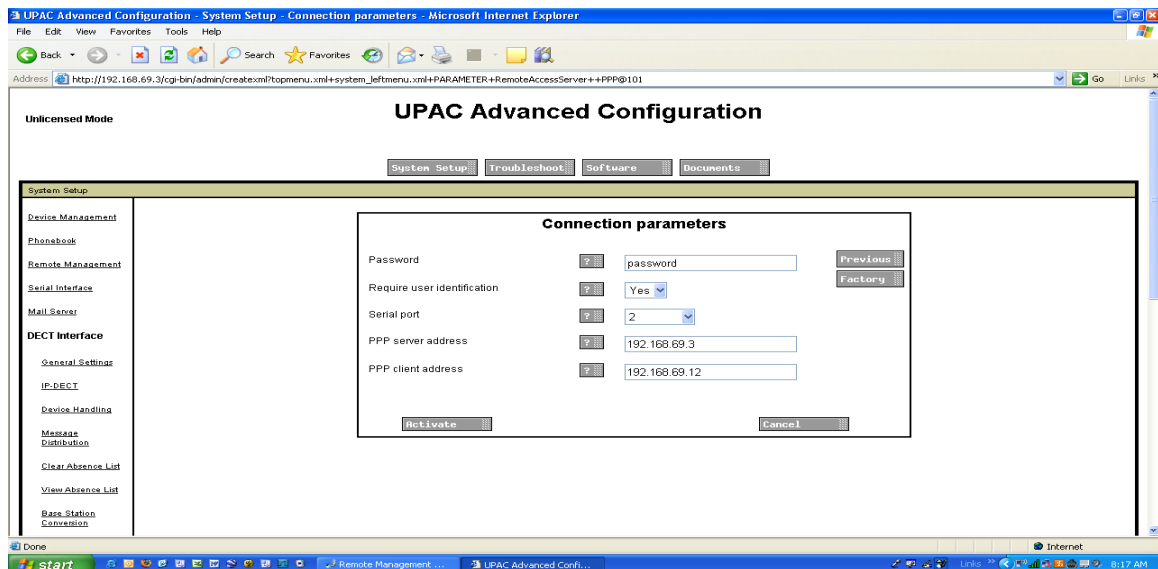 UPAC Advanced Configuration - System Setup - Connection parameters - Microsoft Internet Explorer
File Edit View Favorites Tools Help
Back Search Favorites
Address http://192.168.69.3/cgi-bin/admin/createxml?topmenu.xml+system_leftmenu.xml+PARAMETER+RemoteAccessServer++PPP@101 Go Links »
Unlicensed Mode
UPAC Advanced Configuration
System Setup Troubleshoot Software Documents
System Setup
Device Management
Phonebook
Remote Management
Serial Interface
Mail Server
DECT Interface
General Settings
IP-DECT
Device Handling
Message
Distribution
Clear Absence List
View Absence List
Base Station
Conversion
Connection parameters
Password ? password Previous
Factory
Require user identification ? Yes
Serial port ? 2
PPP server address ? 192.168.69.3
PPP client address ? 192.168.69.12
Activate Cancel
Done Internet
start Remote Management ... UPAC Advanced Confi... Links » 8:17 AM